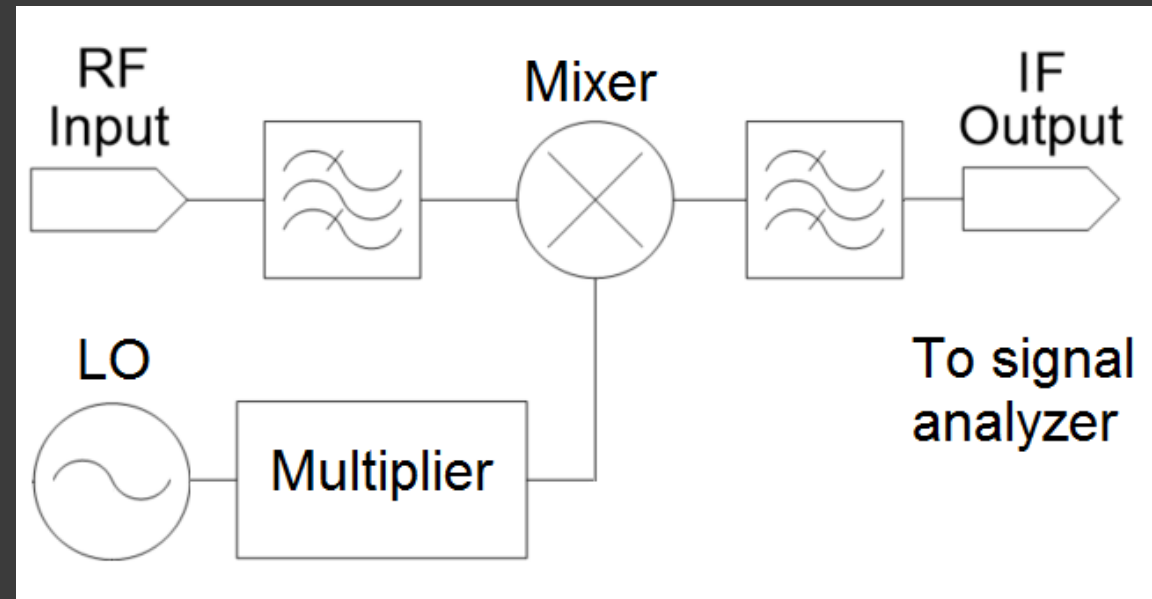 RF
Input
Mixer
IF
Output
LO
Multiplier
To signal
analyzer